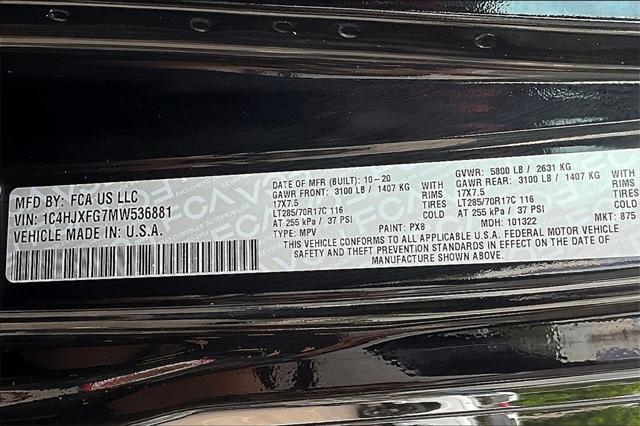 MFD BY: FCA US LLC
VIN: 1C4HJXFG7MW536881
VEHICLE MADE IN: U.S.A.
DATE OF MFR (BUILT): 10-20
GAWR FRONT: 3100 LB / 1407 KG WITH
17X7.5 RIMS
LT285/70R17C 116 TIRES
AT 255 kPa / 37 PSI COLD
TYPE: MPV PAINT: PX8
GVWR: 5800 LB / 2631 KG
GAWR REAR: 3100 LB / 1407 KG WITH
17X7.5 RIMS
LT285/70R17C 116 TIRES
AT 255 kPa / 37 PSI COLD
MDH: 101322 MKT: 875
THIS VEHICLE CONFORMS TO ALL APPLICABLE U.S.A. FEDERAL MOTOR VEHICLE
SAFETY AND THEFT PREVENTION STANDARDS IN EFFECT ON THE DATE OF
MANUFACTURE SHOWN ABOVE.